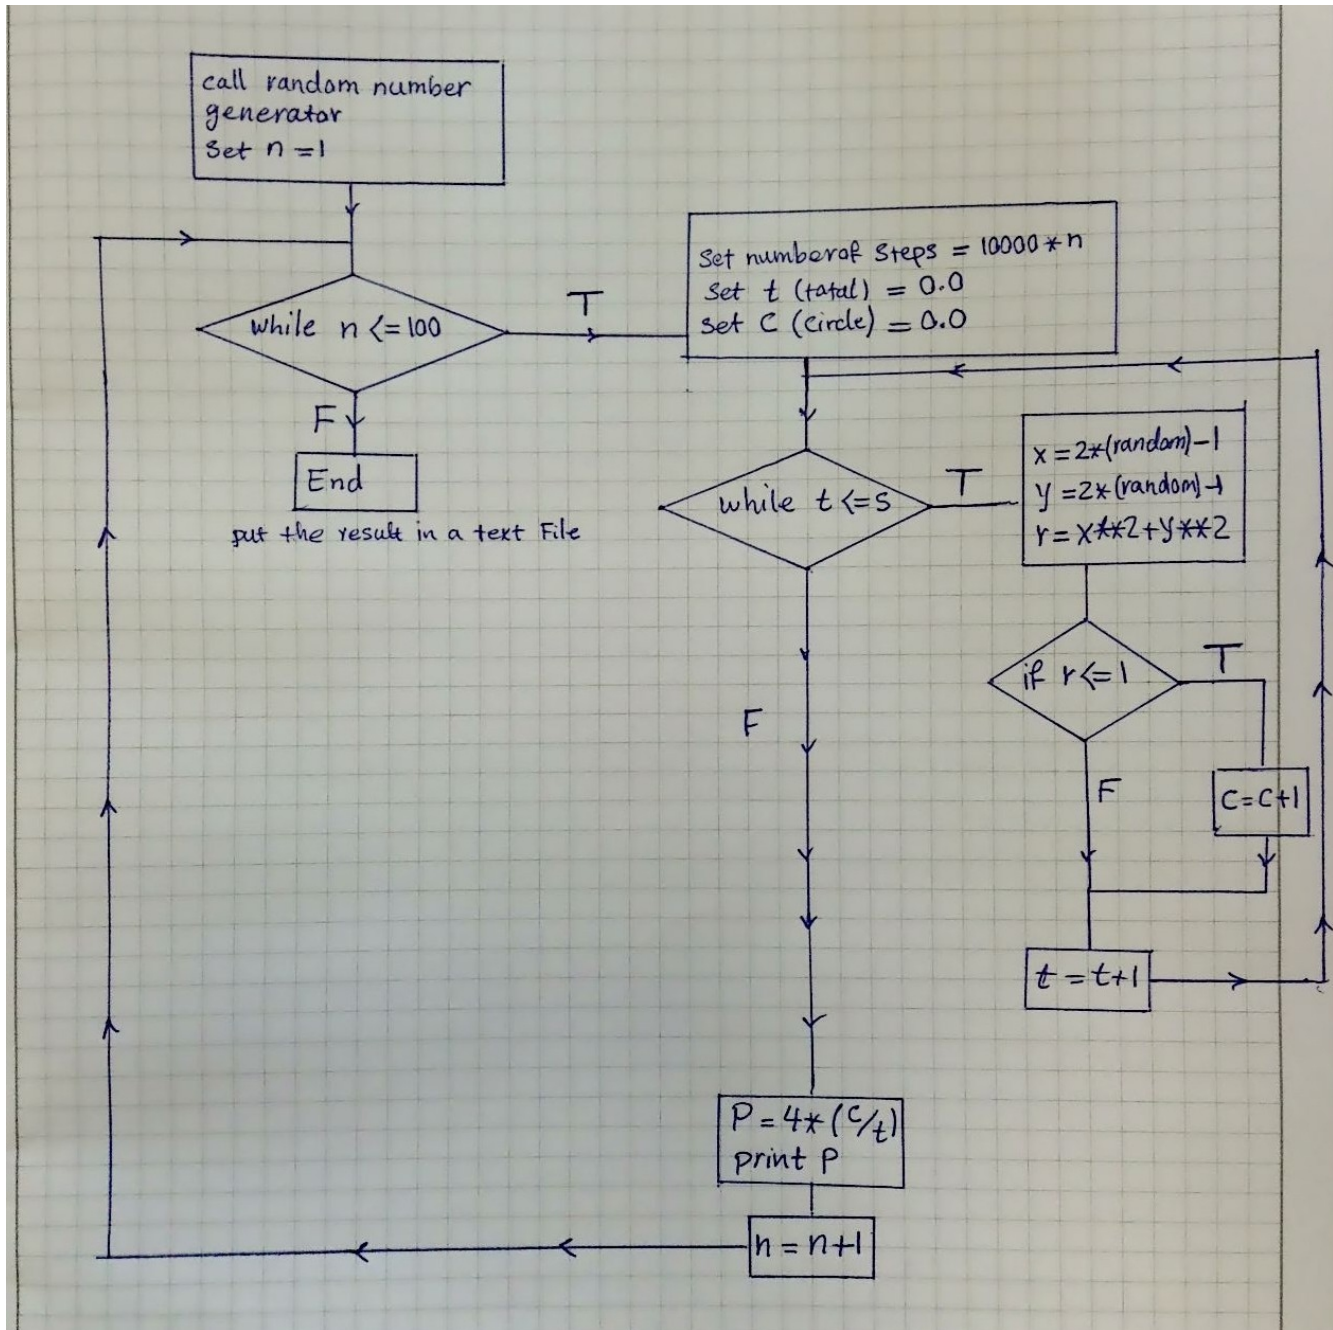 call random number
generator
Set n = 1
while n <= 100
T
F
End
put the result in a text File
Set number of Steps = 10000 * n
Set t (total) = 0.0
Set C (Circle) = 0.0
while t <= S
T
F
x = 2*(random) - 1
y = 2*(random) - 1
r = x**2 + y**2
if r <= 1
T
F
C = C+1
t = t+1
P = 4* (c/t)
print P
n = n+1